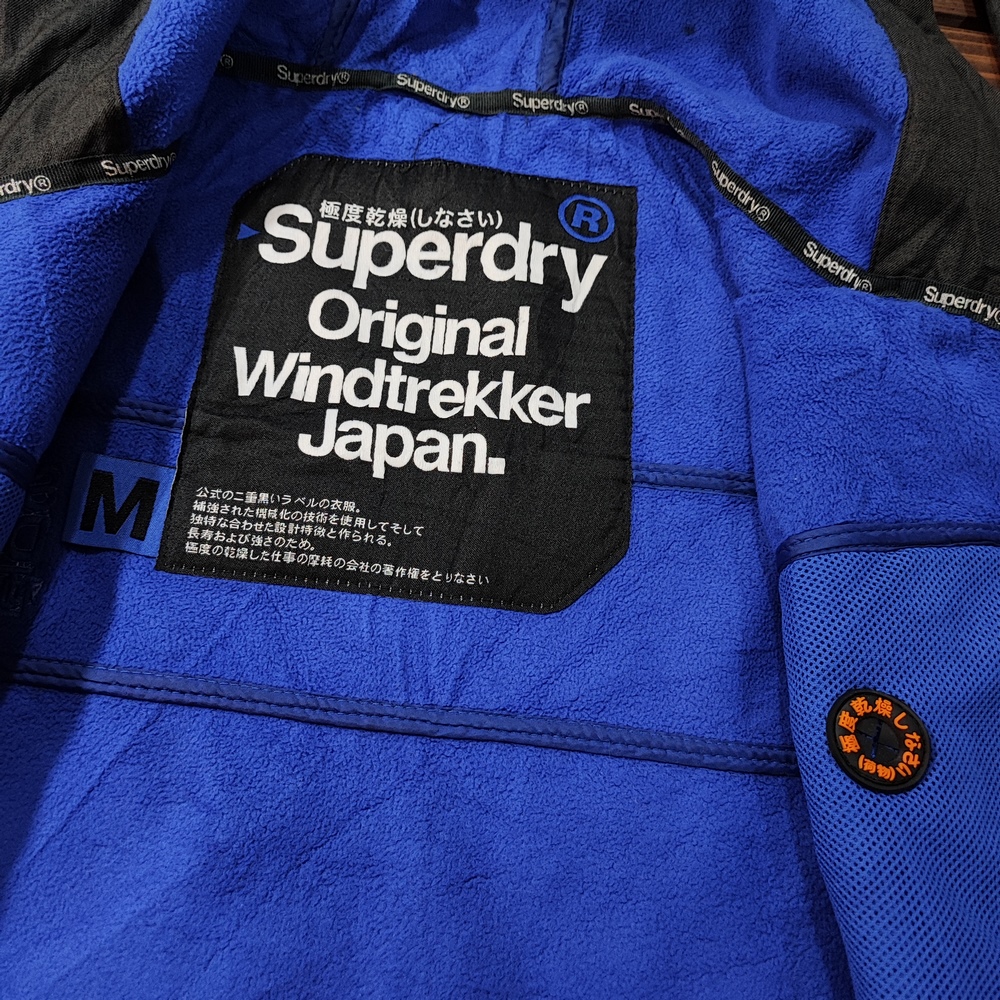 Superdry®
Superdry®
Superdry®
Superdry®
Superdry®
Superdry®
Superdry
rdry®
極度乾燥(しなさい)
Superdry®
Original
Windtrekker
Japan.
M
公式の二重黒いラベルの衣服。
補強された機械化の技術を使用してそして
独特な合わせた設計特徴と作られる。
長寿および強さのため。
極度の乾燥した仕事の摩耗の会社の著作権をとりなさい
極度乾燥しなさい
(荷物)